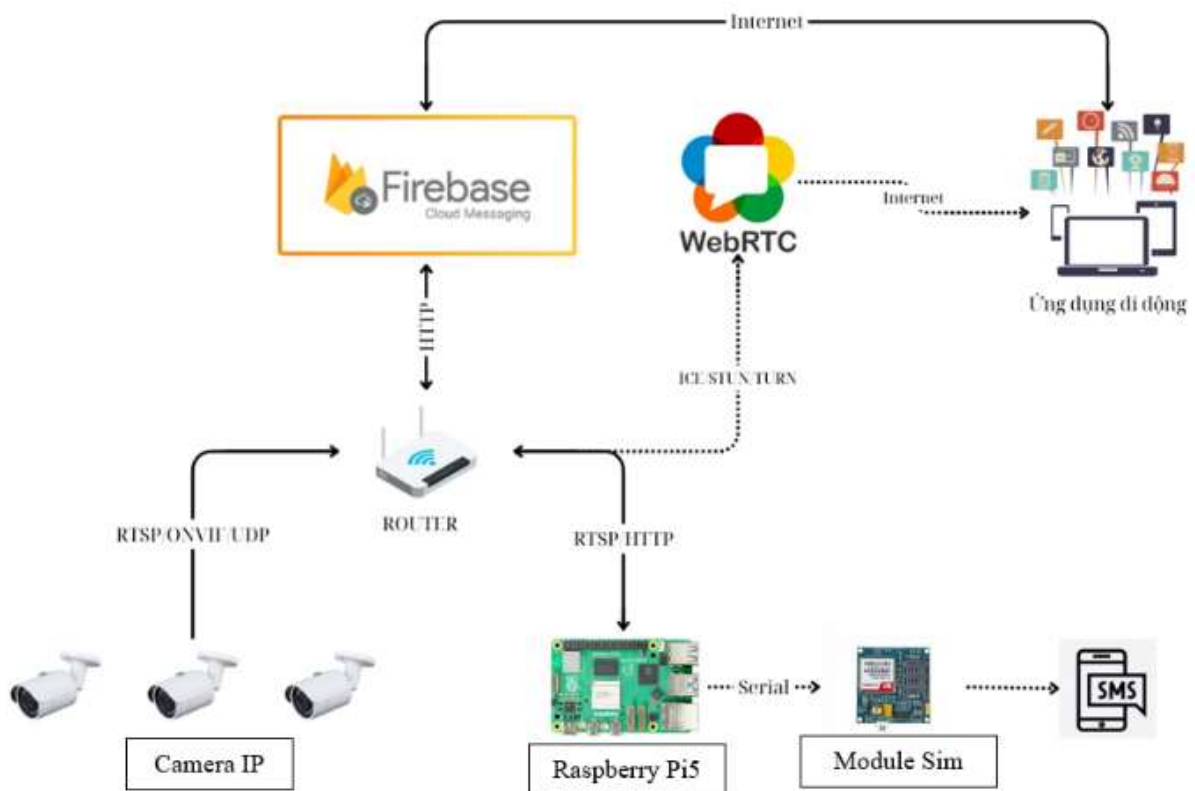 Internet
Firebase
Cloud Messaging
WebRTC
Internet
Ứng dụng di động
HTTP
ICE/STUN/TURN
ROUTER
RTSP/ONVIF/UDP
RTSP/HTTP
Serial
SMS
Camera IP
Raspberry Pi5
Module Sim